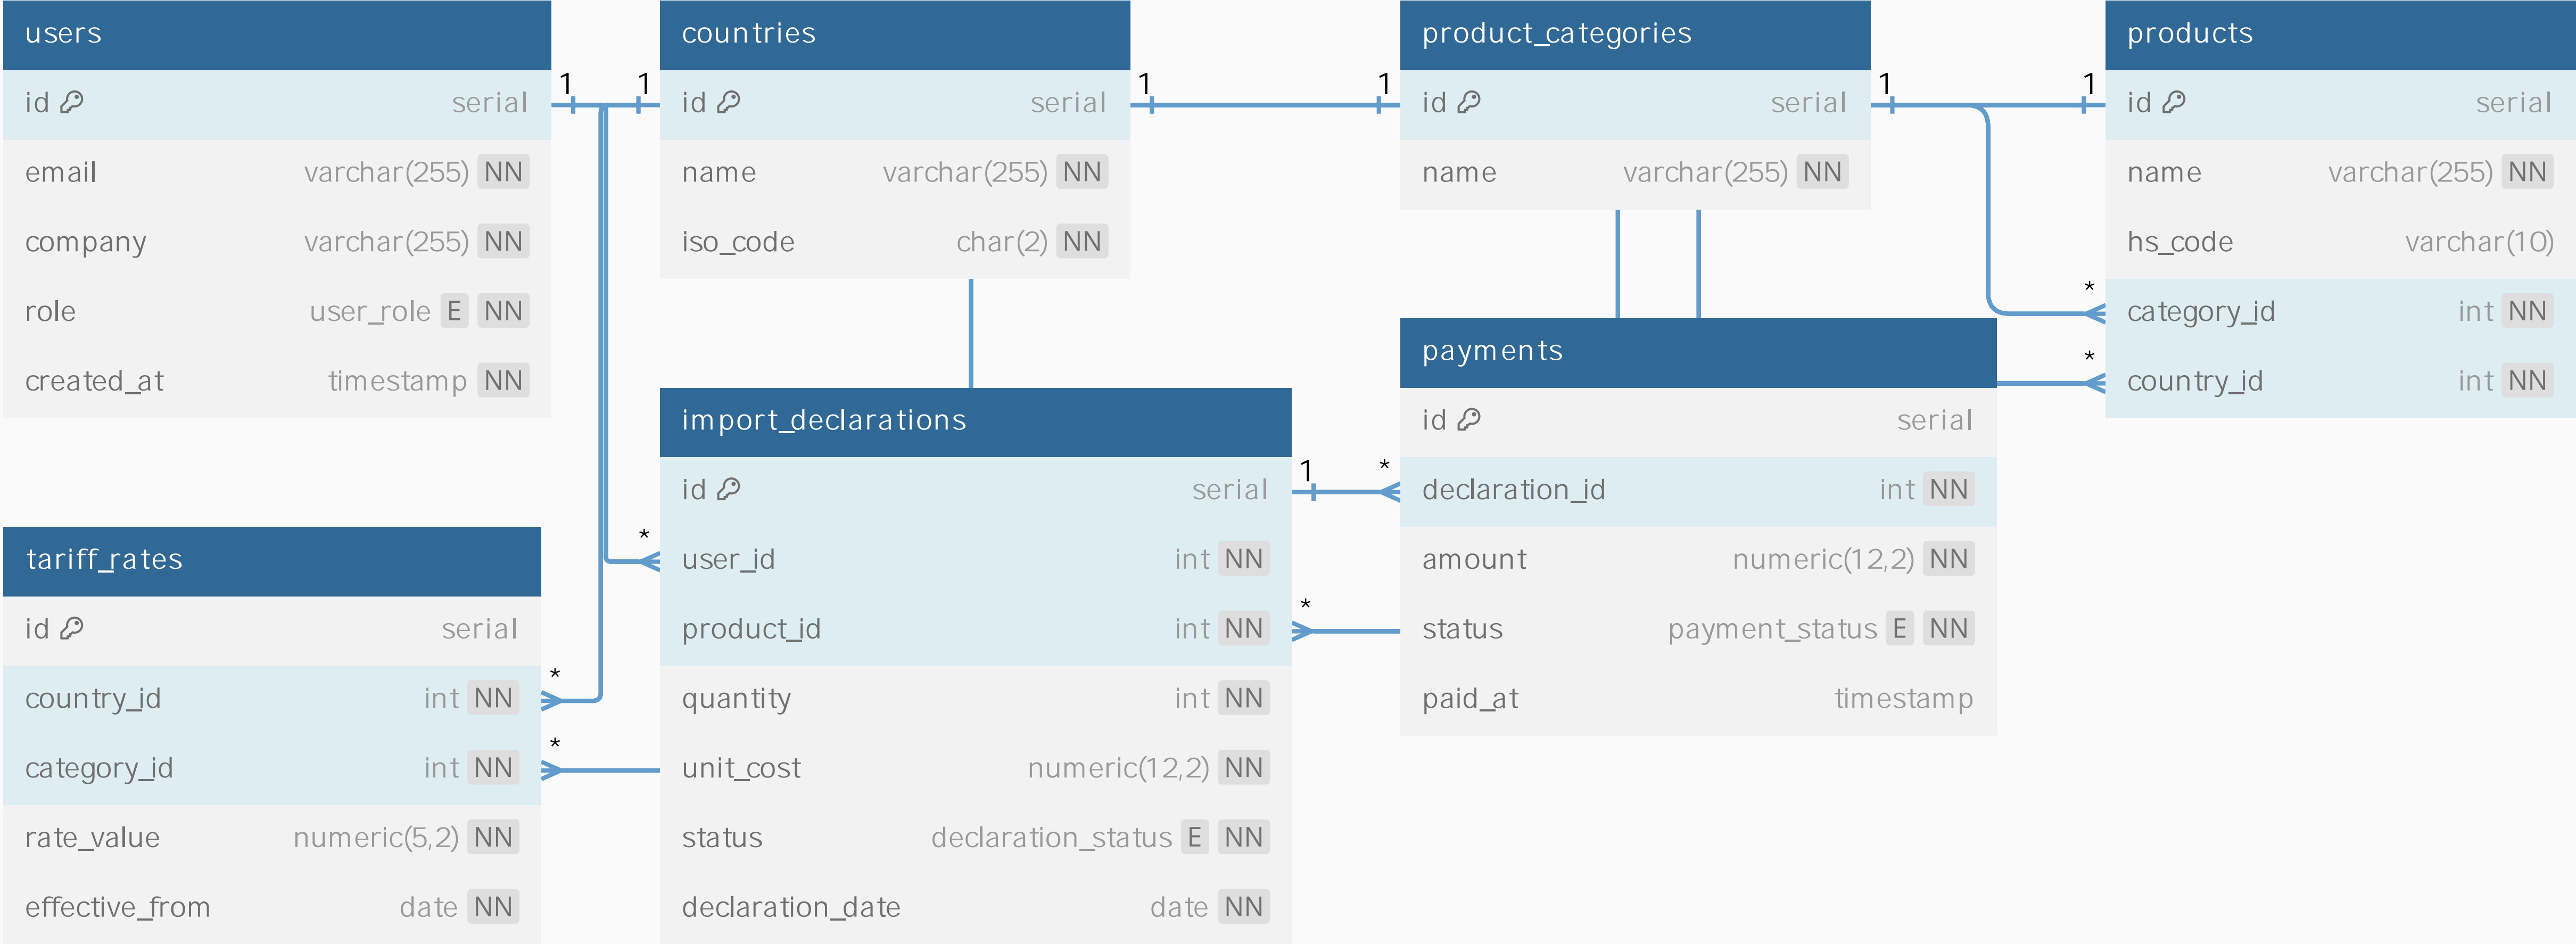 users
id serial
email varchar(255) NN
company varchar(255) NN
role user_role E NN
created_at timestamp NN
1 1
countries
id serial
name varchar(255) NN
iso_code char(2) NN
1 1
product_categories
id serial
name varchar(255) NN
1 1
products
id serial
name varchar(255) NN
hs_code varchar(10)
* category_id int NN
* country_id int NN
tariff_rates
id serial
country_id int NN *
category_id int NN *
rate_value numeric(5,2) NN
effective_from date NN
import_declarations
id serial 1
* user_id int NN
product_id int NN *
quantity int NN
unit_cost numeric(12,2) NN
status declaration_status E NN
declaration_date date NN
payments
id serial
* declaration_id int NN
amount numeric(12,2) NN
status payment_status E NN
paid_at timestamp